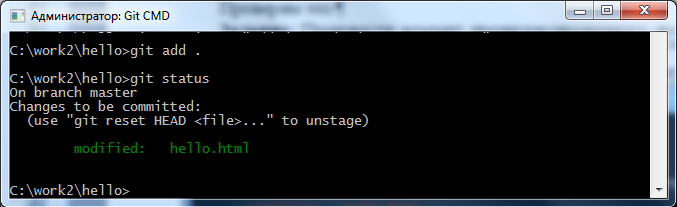 Администратор: Git CMD
C:\work2\hello>git add .
C:\work2\hello>git status
On branch master
Changes to be committed:
(use "git reset HEAD <file>..." to unstage)
modified: hello.html
C:\work2\hello>